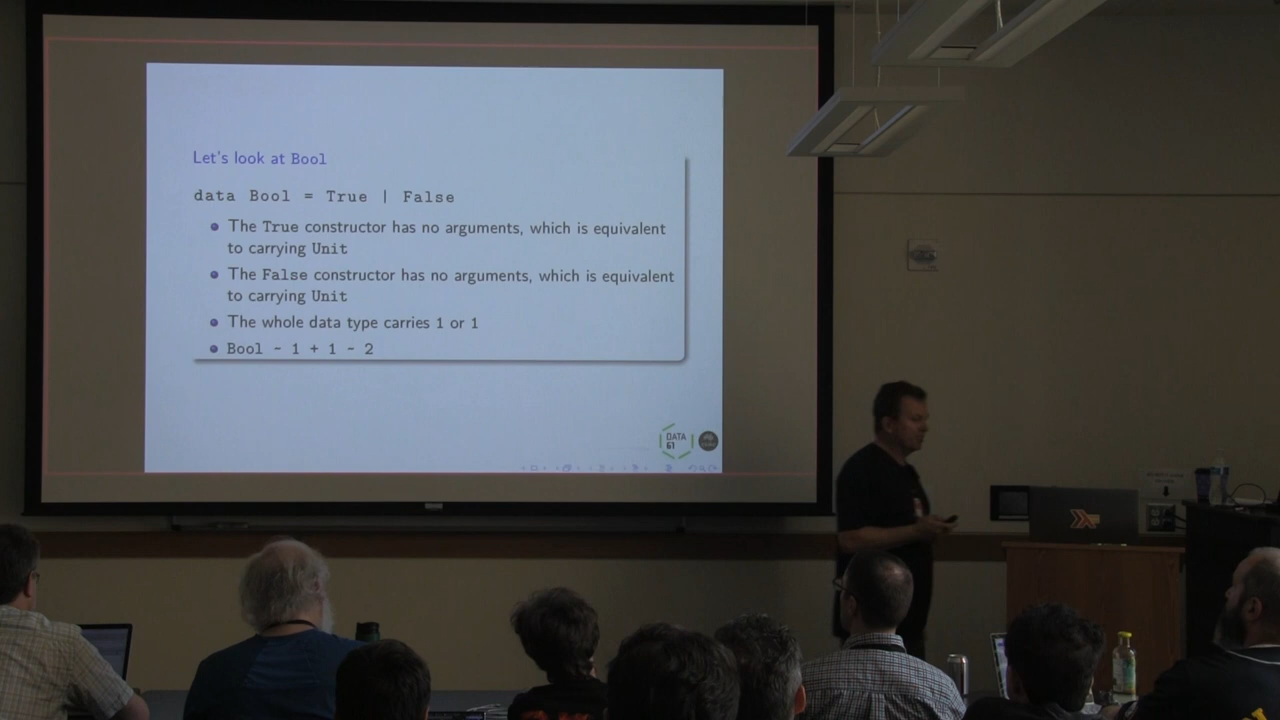 Let's look at Bool
data Bool = True | False
The True constructor has no arguments, which is equivalent
to carrying Unit
The False constructor has no arguments, which is equivalent
to carrying Unit
The whole data type carries 1 or 1
Bool - 1 + 1 - 2
DATA
61